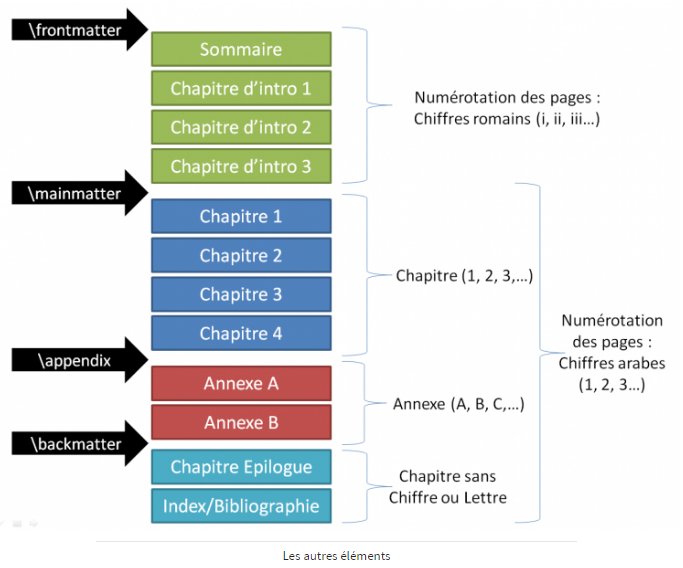 \frontmatter
Sommaire
Chapitre d'intro 1
Chapitre d'intro 2
Chapitre d'intro 3
Numérotation des pages :
Chiffres romains (i, ii, iii…)
\mainmatter
Chapitre 1
Chapitre 2
Chapitre 3
Chapitre 4
Chapitre (1, 2, 3,…)
Numérotation
des pages :
Chiffres arabes
(1, 2, 3…)
\appendix
Annexe A
Annexe B
Annexe (A, B, C,…)
\backmatter
Chapitre Epilogue
Index/Bibliographie
Chapitre sans
Chiffre ou Lettre
Les autres éléments